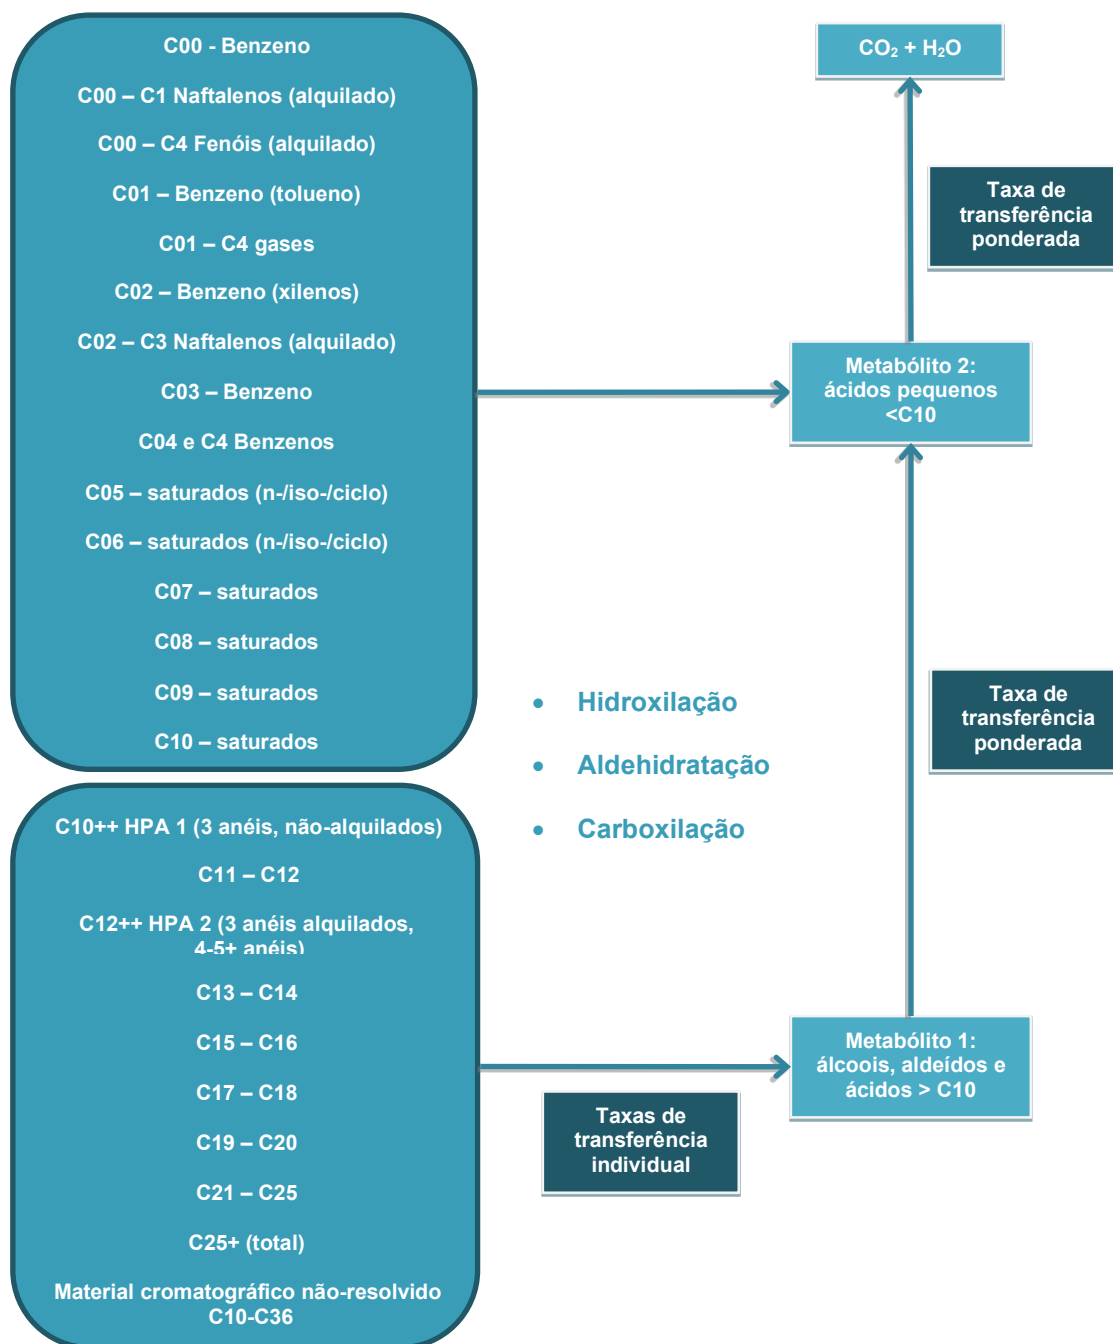 C00 - Benzeno
C00 – C1 Naftalenos (alquilado)
C00 – C4 Fenóis (alquilado)
C01 – Benzeno (tolueno)
C01 – C4 gases
C02 – Benzeno (xilenos)
C02 – C3 Naftalenos (alquilado)
C03 – Benzeno
C04 e C4 Benzenos
C05 – saturados (n-/iso-/ciclo)
C06 – saturados (n-/iso-/ciclo)
C07 – saturados
C08 – saturados
C09 – saturados
C10 – saturados
CO₂ + H₂O
Taxa de
transferência
ponderada
Metabólito 2:
ácidos pequenos
<C10
• Hidroxilação
• Aldehidratação
• Carboxilação
Taxa de
transferência
ponderada
C10++ HPA 1 (3 anéis, não-alquilados)
C11 – C12
C12++ HPA 2 (3 anéis alquilados,
4-5+ anéis)
C13 – C14
C15 – C16
C17 – C18
C19 – C20
C21 – C25
C25+ (total)
Material cromatográfico não-resolvido
C10-C36
Taxas de
transferência
individual
Metabólito 1:
álcoois, aldeídos e
ácidos > C10